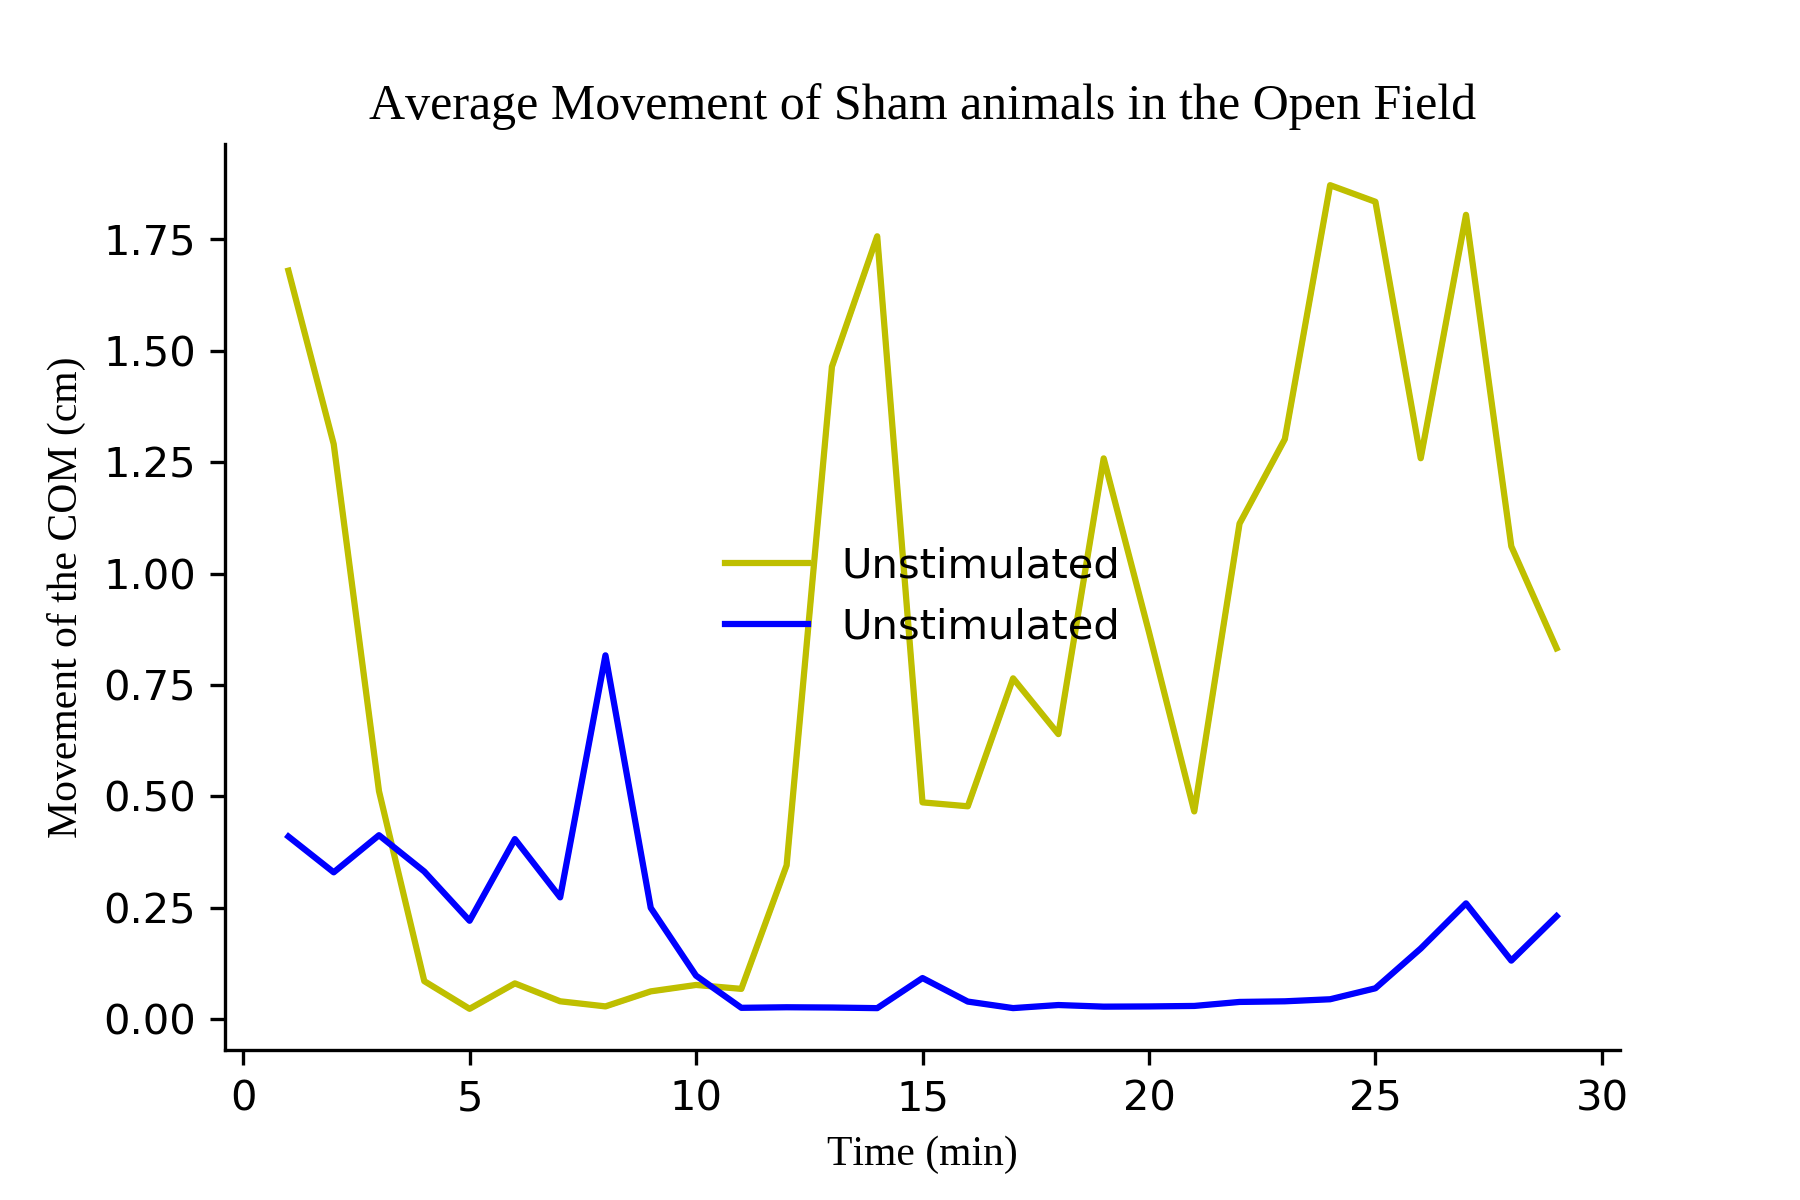 Average Movement of Sham animals in the Open Field
Movement of the COM (cm)
1.75
1.50
1.25
1.00
0.75
0.50
0.25
0.00
Unstimulated
Unstimulated
0 5 10 15 20 25 30
Time (min)